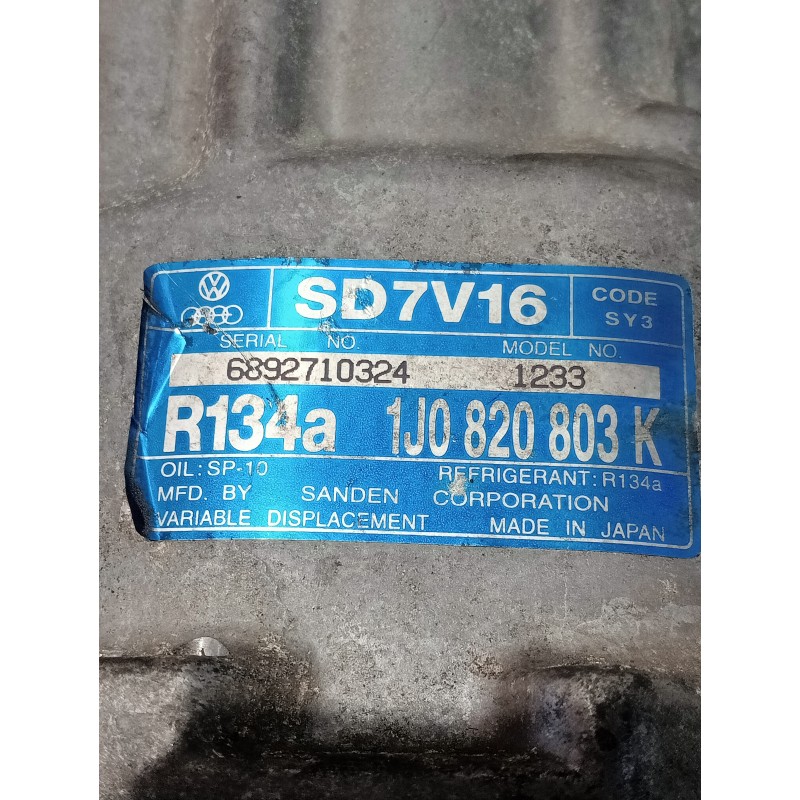 VW
SD7V16
CODE
SY3
SERIAL NO
MODEL NO.
6892710324 1233
R134a 1J0 820 803 K
OIL: SP-10 REFRIGERANT: R134a
MFD. BY SANDEN CORPORATION
VARIABLE DISPLACEMENT MADE IN JAPAN